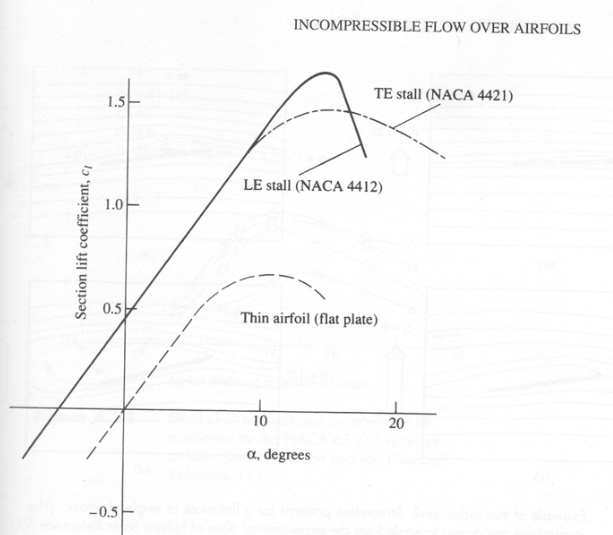 INCOMPRESSIBLE FLOW OVER AIRFOILS
TE stall (NACA 4421)
1.5
LE stall (NACA 4412)
1.0
Section lift coefficient, cl
0.5
Thin airfoil (flat plate)
10
20
α, degrees
−0.5